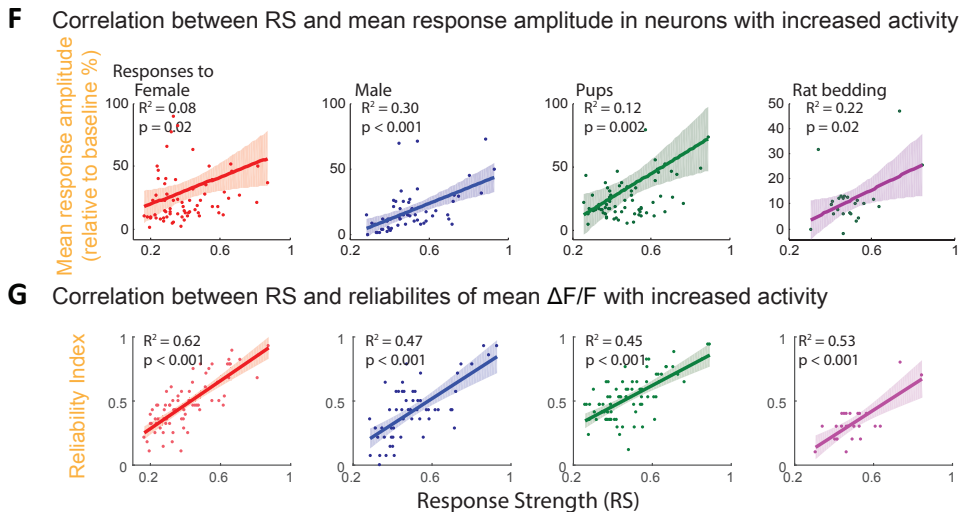 F Correlation between RS and mean response amplitude in neurons with increased activity
Mean response amplitude
(relative to baseline %)
Responses to
Female
R² = 0.08
p = 0.02
100
50
0
0.2
0.6
1
Male
R² = 0.30
p < 0.001
100
50
0
0.2
0.6
1
Pups
R² = 0.12
p = 0.002
100
50
0
0.2
0.6
1
Rat bedding
R² = 0.22
p = 0.02
50
40
30
20
10
0
0.2
0.6
1
G Correlation between RS and reliabilites of mean ΔF/F with increased activity
Reliability Index
R² = 0.62
p < 0.001
1
0.5
0
0.2
0.6
1
R² = 0.47
p < 0.001
1
0.5
0
0.2
0.6
1
R² = 0.45
p < 0.001
1
0.5
0
0.2
0.6
1
R² = 0.53
p < 0.001
1
0.5
0
0.2
0.6
1
Response Strength (RS)